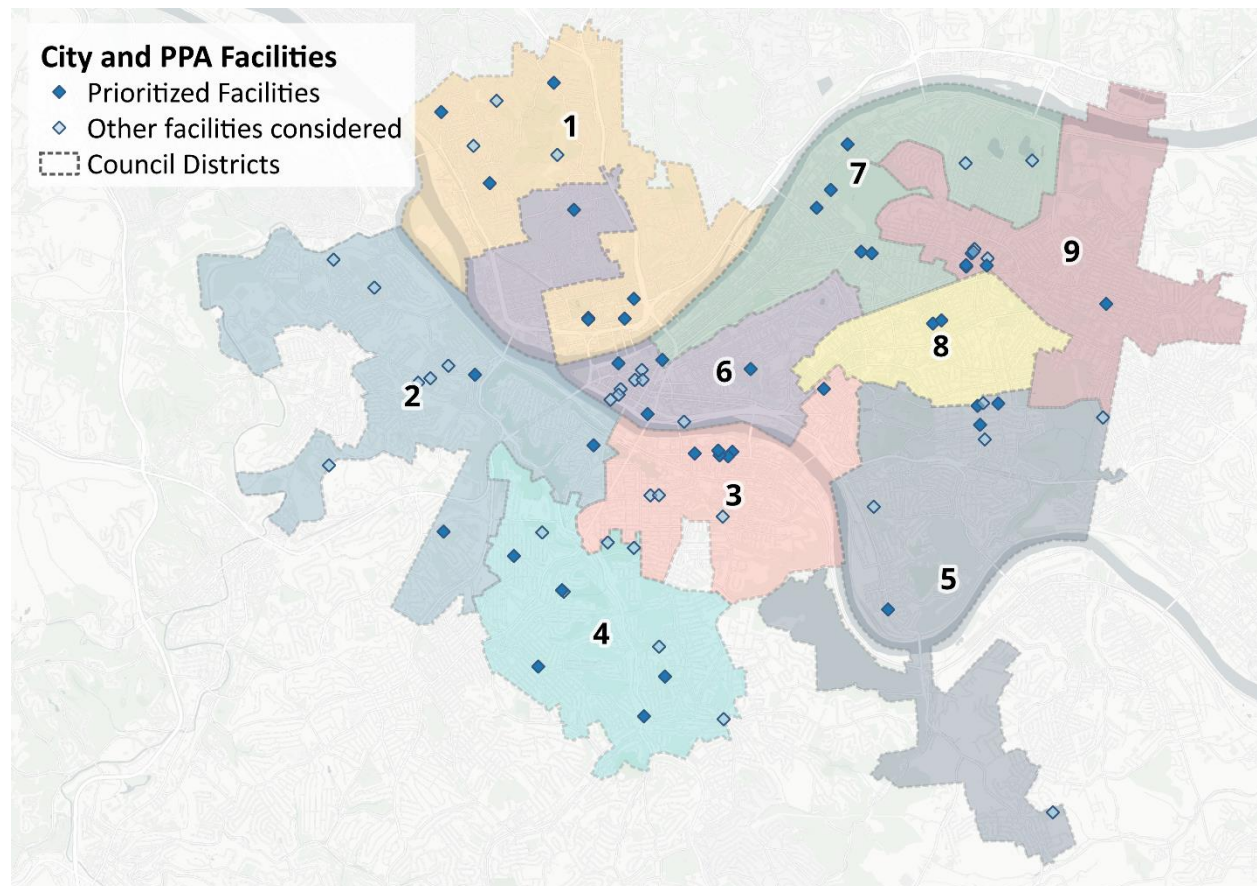 City and PPA Facilities
Prioritized Facilities
Other facilities considered
Council Districts
1
7
9
8
6
2
3
5
4